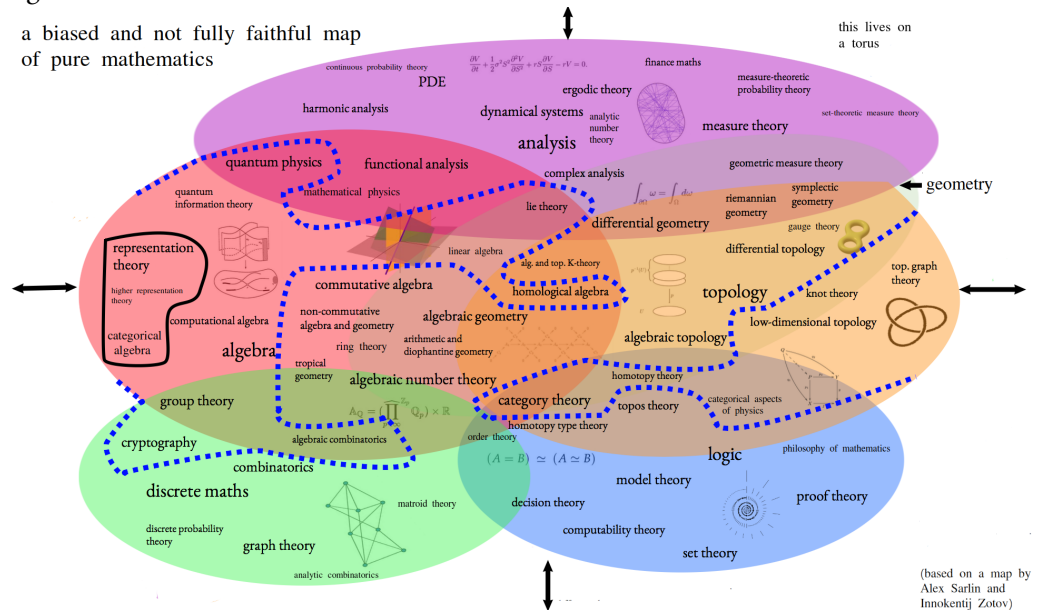 a biased and not fully faithful map
of pure mathematics
this lives on
a torus
continuous probability theory
PDE
finance maths
measure-theoretic
probability theory
ergodic theory
harmonic analysis
dynamical systems
analytic
number
theory
set-theoretic measure theory
measure theory
analysis
quantum physics
functional analysis
complex analysis
geometric measure theory
geometry
quantum
information theory
mathematical physics
lie theory
∫ ω = ∫ dω
riemannian
geometry
symplectic
geometry
differential geometry
gauge theory
representation
theory
linear algebra
differential topology
alg. and top. K-theory
top. graph
theory
higher representation
theory
commutative algebra
homological algebra
topology
knot theory
non-commutative
algebra and geometry
algebraic geometry
computational algebra
low-dimensional topology
categorical
algebra
algebra
ring theory
arithmetic and
diophantine geometry
algebraic topology
tropical
geometry
algebraic number theory
homotopy theory
group theory
category theory
topos theory
categorical aspects
of physics
cryptography
algebraic combinatorics
order theory
homotopy type theory
philosophy of mathematics
combinatorics
(A = B) ≃ (A ≃ B)
logic
discrete maths
model theory
matroid theory
decision theory
proof theory
discrete probability
theory
graph theory
computability theory
set theory
analytic combinatorics
(based on a map by
Alex Sarlin and
Innokentij Zotov)